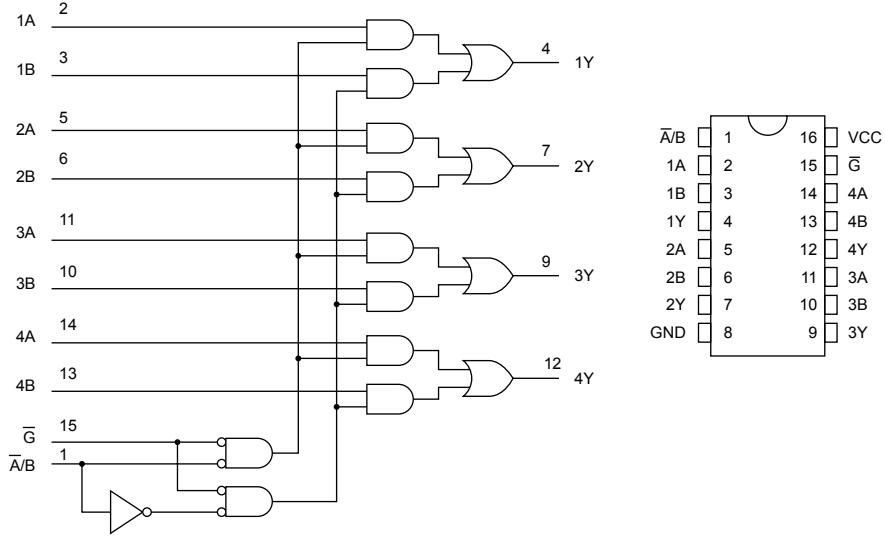 1A 2
1B 3
4 1Y
2A 5
2B 6
7 2Y
3A 11
3B 10
9 3Y
4A 14
4B 13
12 4Y
G̅ 15
A̅/B 1
A̅/B 1 16 VCC
1A 2 15 G̅
1B 3 14 4A
1Y 4 13 4B
2A 5 12 4Y
2B 6 11 3A
2Y 7 10 3B
GND 8 9 3Y